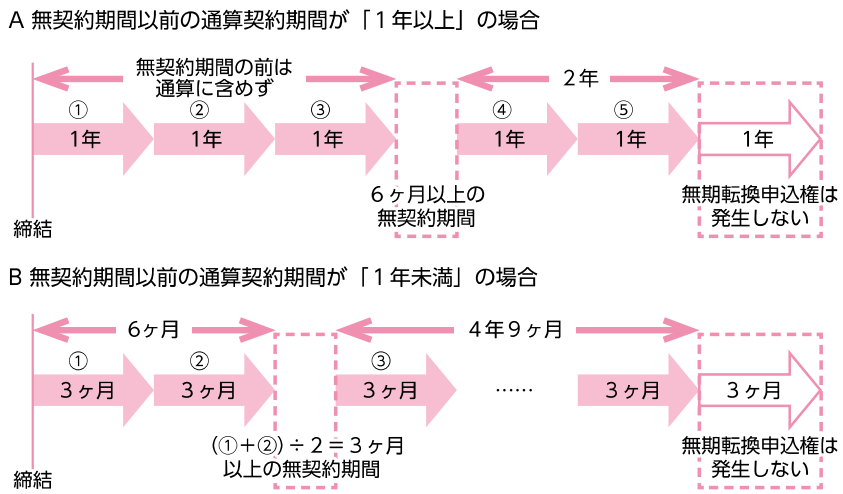 A 無契約期間以前の通算契約期間が「１年以上」の場合
無契約期間の前は
通算に含めず
２年
① ② ③ ④ ⑤
1年 1年 1年 1年 1年 1年
６ヶ月以上の
無契約期間
無期転換申込権は
発生しない
締結
B 無契約期間以前の通算契約期間が「１年未満」の場合
６ヶ月 ４年９ヶ月
① ② ③
３ヶ月 ３ヶ月 ３ヶ月 …… ３ヶ月 ３ヶ月
(①＋②)÷２＝３ヶ月
以上の無契約期間
無期転換申込権は
発生しない
締結